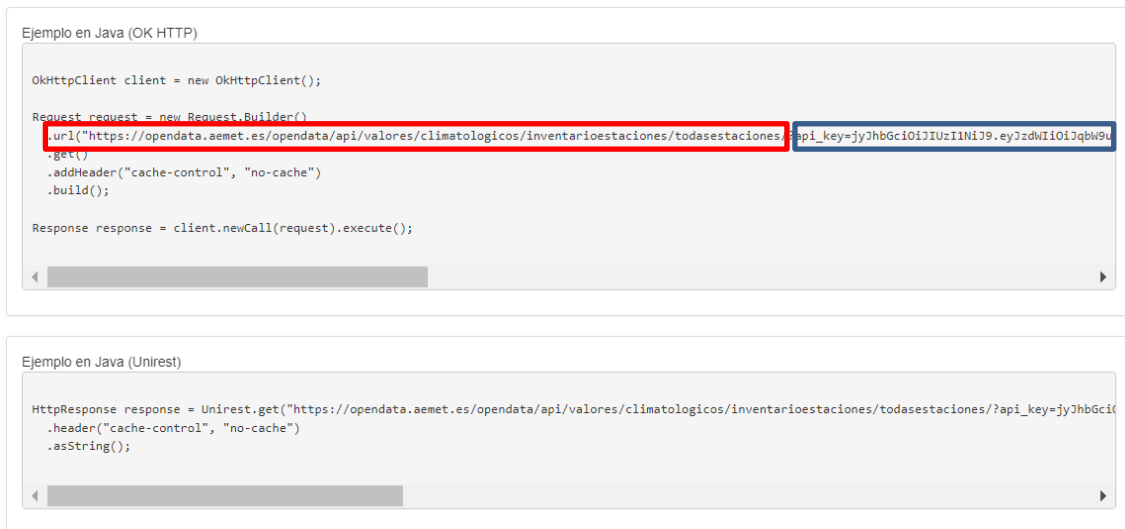 Ejemplo en Java (OK HTTP)
OkHttpClient client = new OkHttpClient();
Request request = new Request.Builder()
.url("https://opendata.aemet.es/opendata/api/valores/climatologicos/inventarioestaciones/todasestaciones/?api_key=jyJhbGciOiJIUzI1NiJ9.eyJzdWIiOiJqbW9u
.get()
.addHeader("cache-control", "no-cache")
.build();
Response response = client.newCall(request).execute();
Ejemplo en Java (Unirest)
HttpResponse response = Unirest.get("https://opendata.aemet.es/opendata/api/valores/climatologicos/inventarioestaciones/todasestaciones/?api_key=jyJhbGci
.header("cache-control", "no-cache")
.asString();